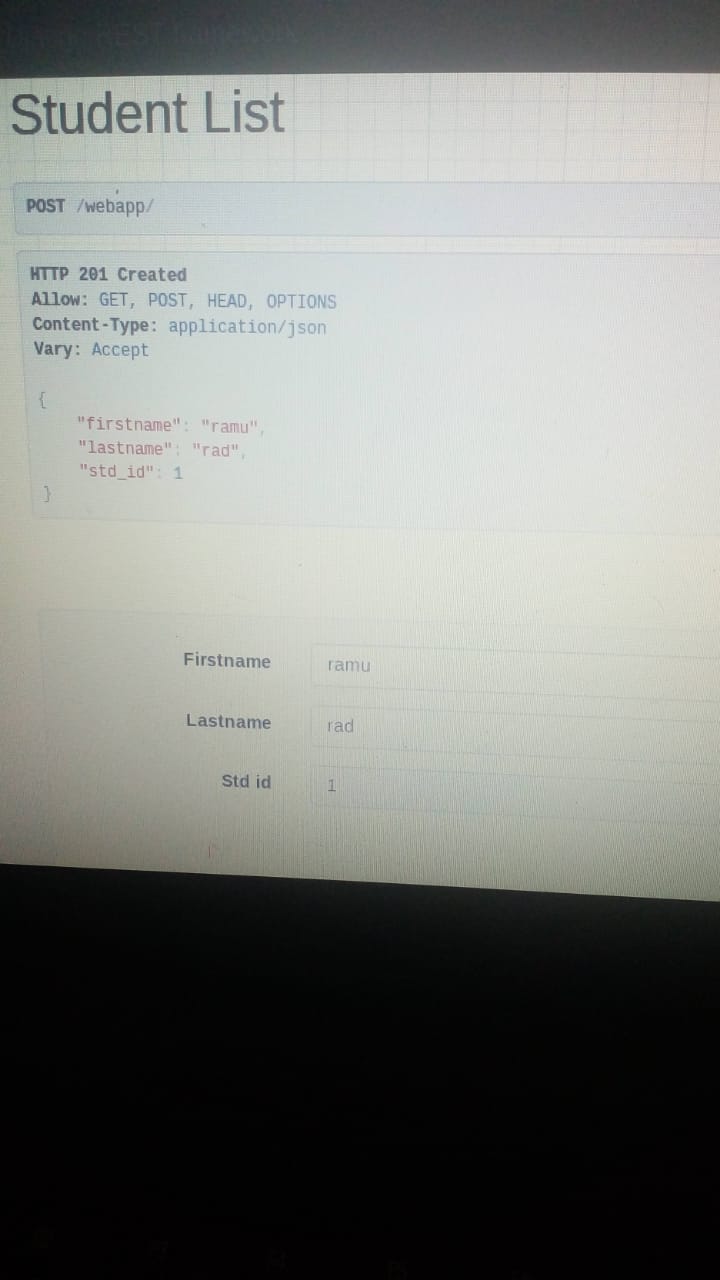 Student List
POST /webapp/
HTTP 201 Created
Allow: GET, POST, HEAD, OPTIONS
Content-Type: application/json
Vary: Accept
{
"firstname": "ramu",
"lastname": "rad",
"std_id": 1
}
Firstname ramu
Lastname rad
Std id 1